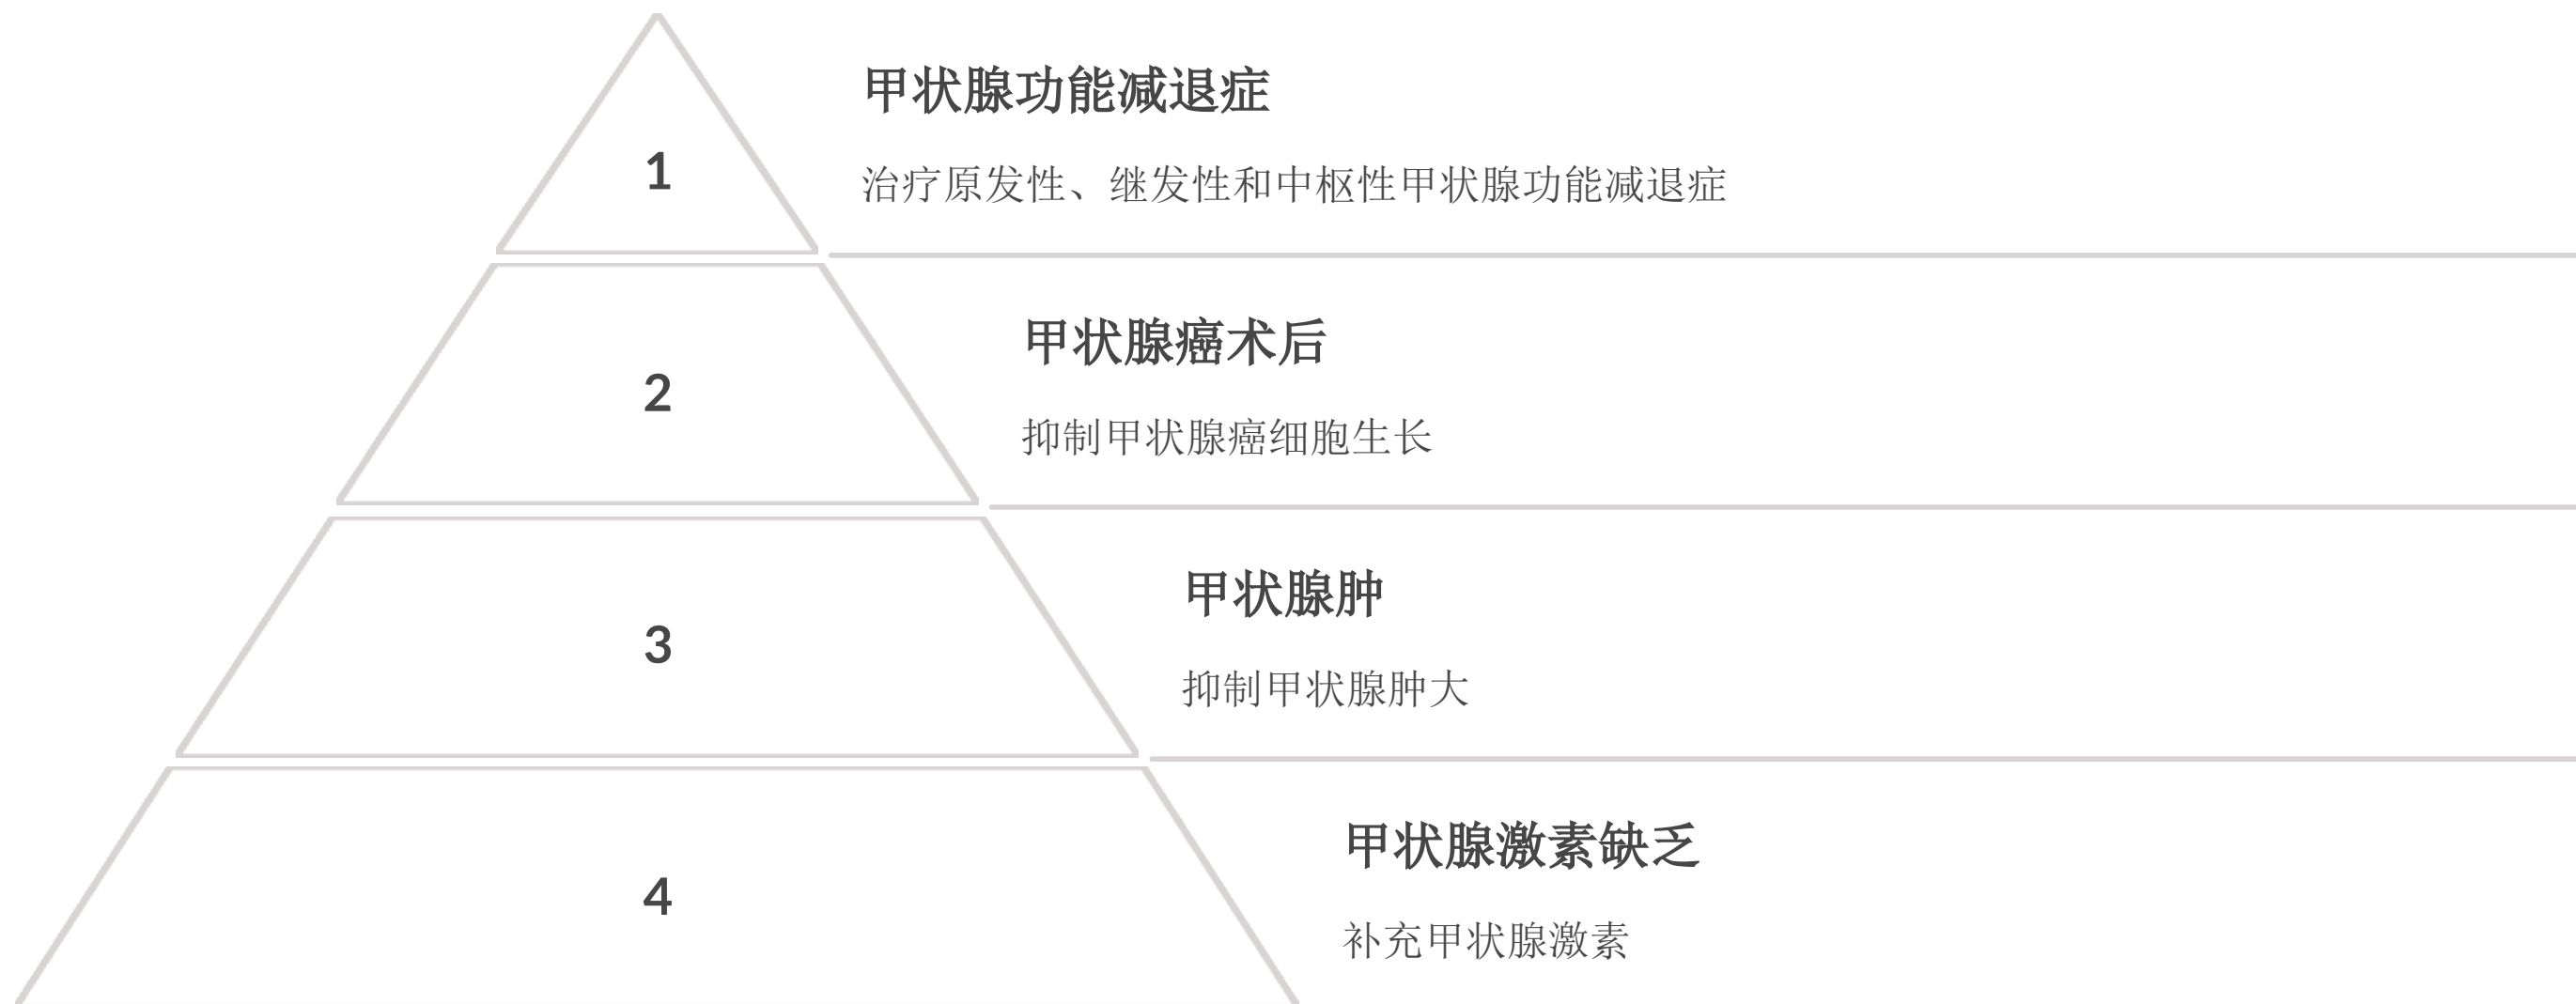 1
甲状腺功能减退症
治疗原发性、继发性和中枢性甲状腺功能减退症
2
甲状腺癌术后
抑制甲状腺癌细胞生长
3
甲状腺肿
抑制甲状腺肿大
4
甲状腺激素缺乏
补充甲状腺激素